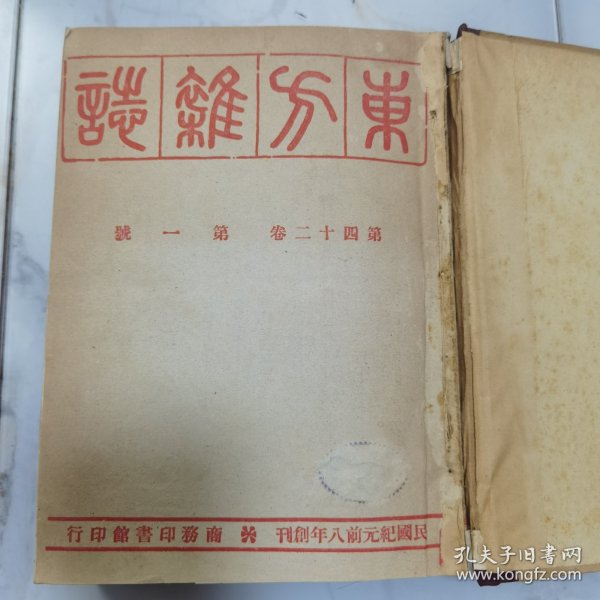 東方雜誌
第四十二卷 第一號
民國紀元前八年創刊 商務印書館印行
孔夫子旧书网
www.kongfz.com